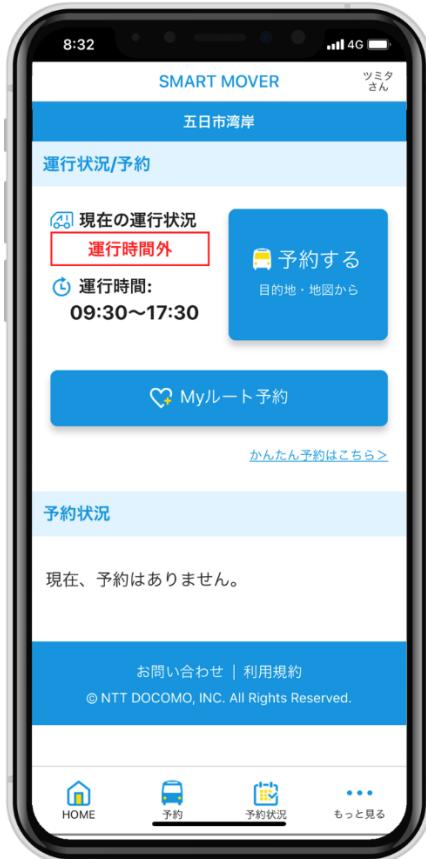 8:32
4G
SMART MOVER
ツミタ
さん
五日市湾岸
運行状況/予約
現在の運行状況
運行時間外
運行時間:
09:30〜17:30
予約する
目的地・地図から
Myルート予約
かんたん予約はこちら>
予約状況
現在、予約はありません。
お問い合わせ | 利用規約
© NTT DOCOMO, INC. All Rights Reserved.
HOME
予約
予約状況
もっと見る